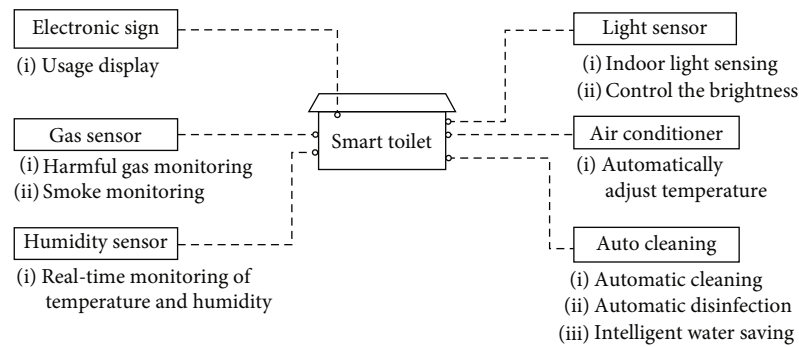 Electronic sign
(i) Usage display
Gas sensor
(i) Harmful gas monitoring
(ii) Smoke monitoring
Humidity sensor
(i) Real-time monitoring of
temperature and humidity
Smart toilet
Light sensor
(i) Indoor light sensing
(ii) Control the brightness
Air conditioner
(i) Automatically
adjust temperature
Auto cleaning
(i) Automatic cleaning
(ii) Automatic disinfection
(iii) Intelligent water saving